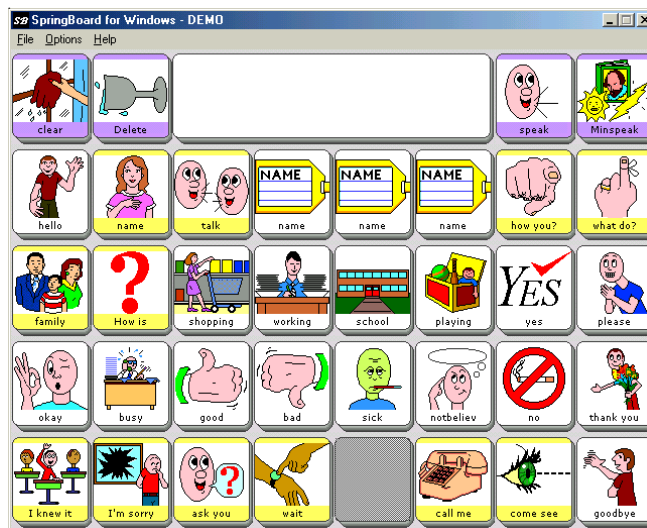 SB SpringBoard for Windows - DEMO
File Options Help
clear Delete speak Minspeak
NAME NAME NAME
hello name talk name name name how you? what do?
YES
family How is shopping working school playing yes please
okay busy good bad sick notbeliev no thank you
I knew it I'm sorry ask you wait call me come see goodbye